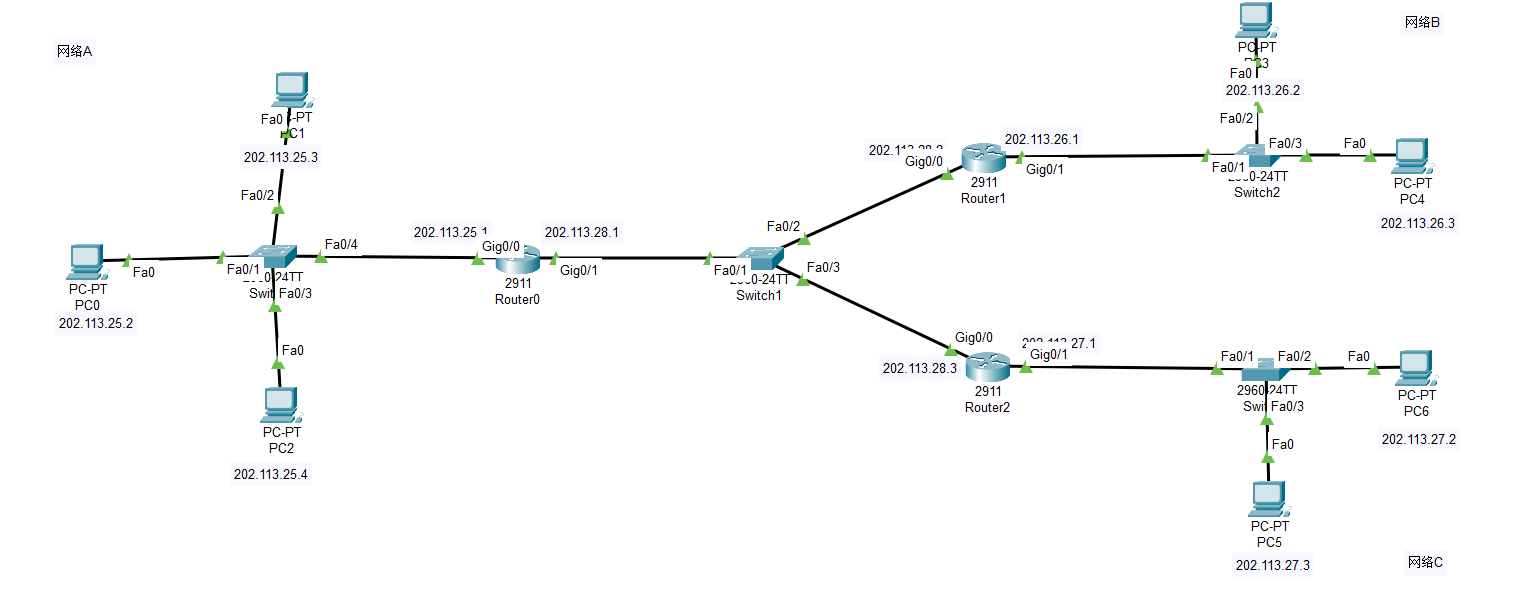 网络A
网络B
PC-PT
Fa0
202.113.26.2
Fa0/2
Fa0/3
Fa0
Fa0/1
Switch2
PC-PT
PC4
202.113.26.3
Fa0
202.113.25.3
Fa0/2
Fa0/1
Fa0/4
Fa0/3
Fa0
PC-PT
PC0
202.113.25.2
Fa0
PC-PT
PC2
202.113.25.4
202.113.25.1
Gig0/0
202.113.28.1
Gig0/1
2911
Router0
Fa0/1
Fa0/2
Fa0/3
Switch1
Gig0/0
202.113.26.1
Gig0/1
2911
Router1
Gig0/0
202.113.28.3
Gig0/1
2911
Router2
Fa0/1
Fa0/2
Fa0
Fa0/3
PC-PT
PC6
202.113.27.2
Fa0
PC-PT
PC5
202.113.27.3
网络C